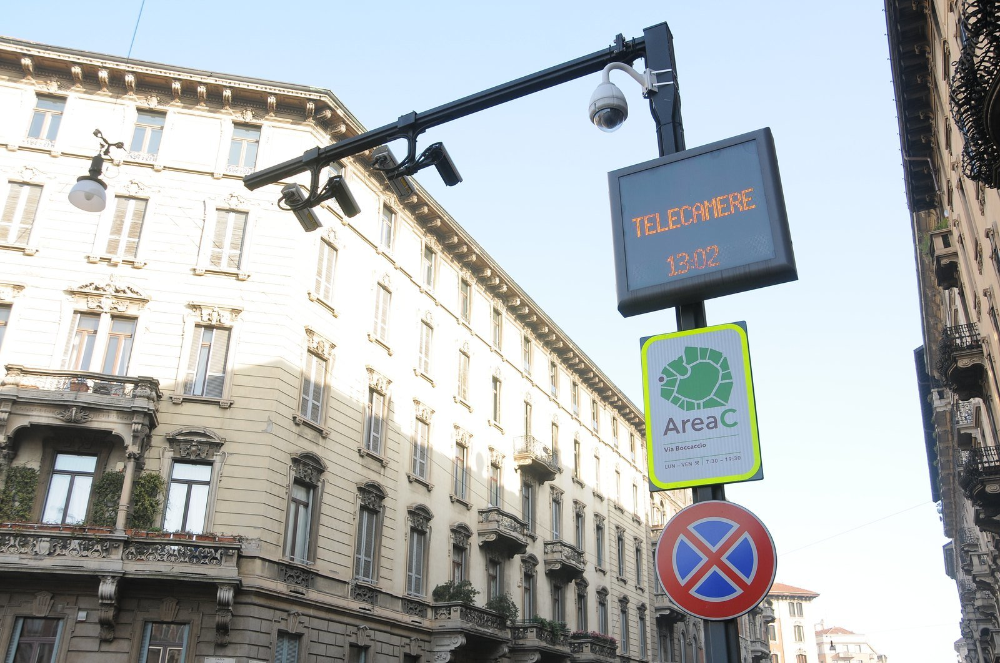 TELECAMERE
13:02
AreaC
Via Boccaccio
LUN – VEN ⚒ 7:30 – 19:30